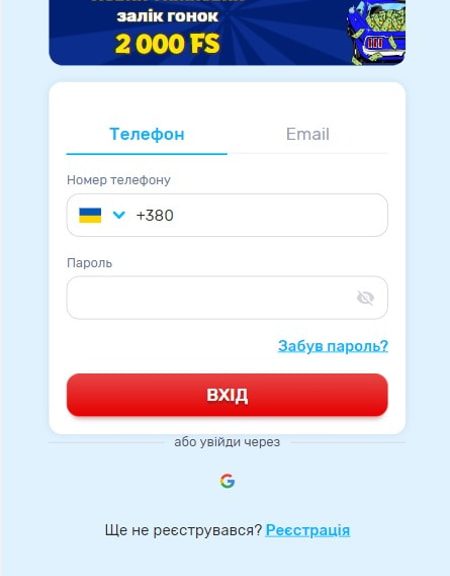 залік гонок
2 000 FS
Телефон
Email
Номер телефону
+380
Пароль
Забув пароль?
ВХІД
або увійди через
Ще не реєструвався? Реєстрація